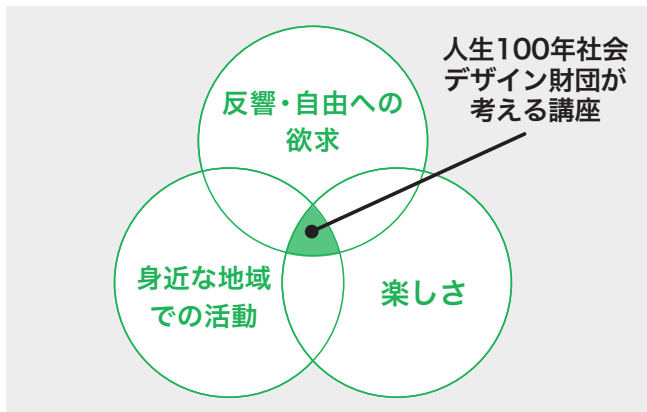 人生100年社会
デザイン財団が
考える講座
反響・自由への
欲求
身近な地域
での活動
楽しさ